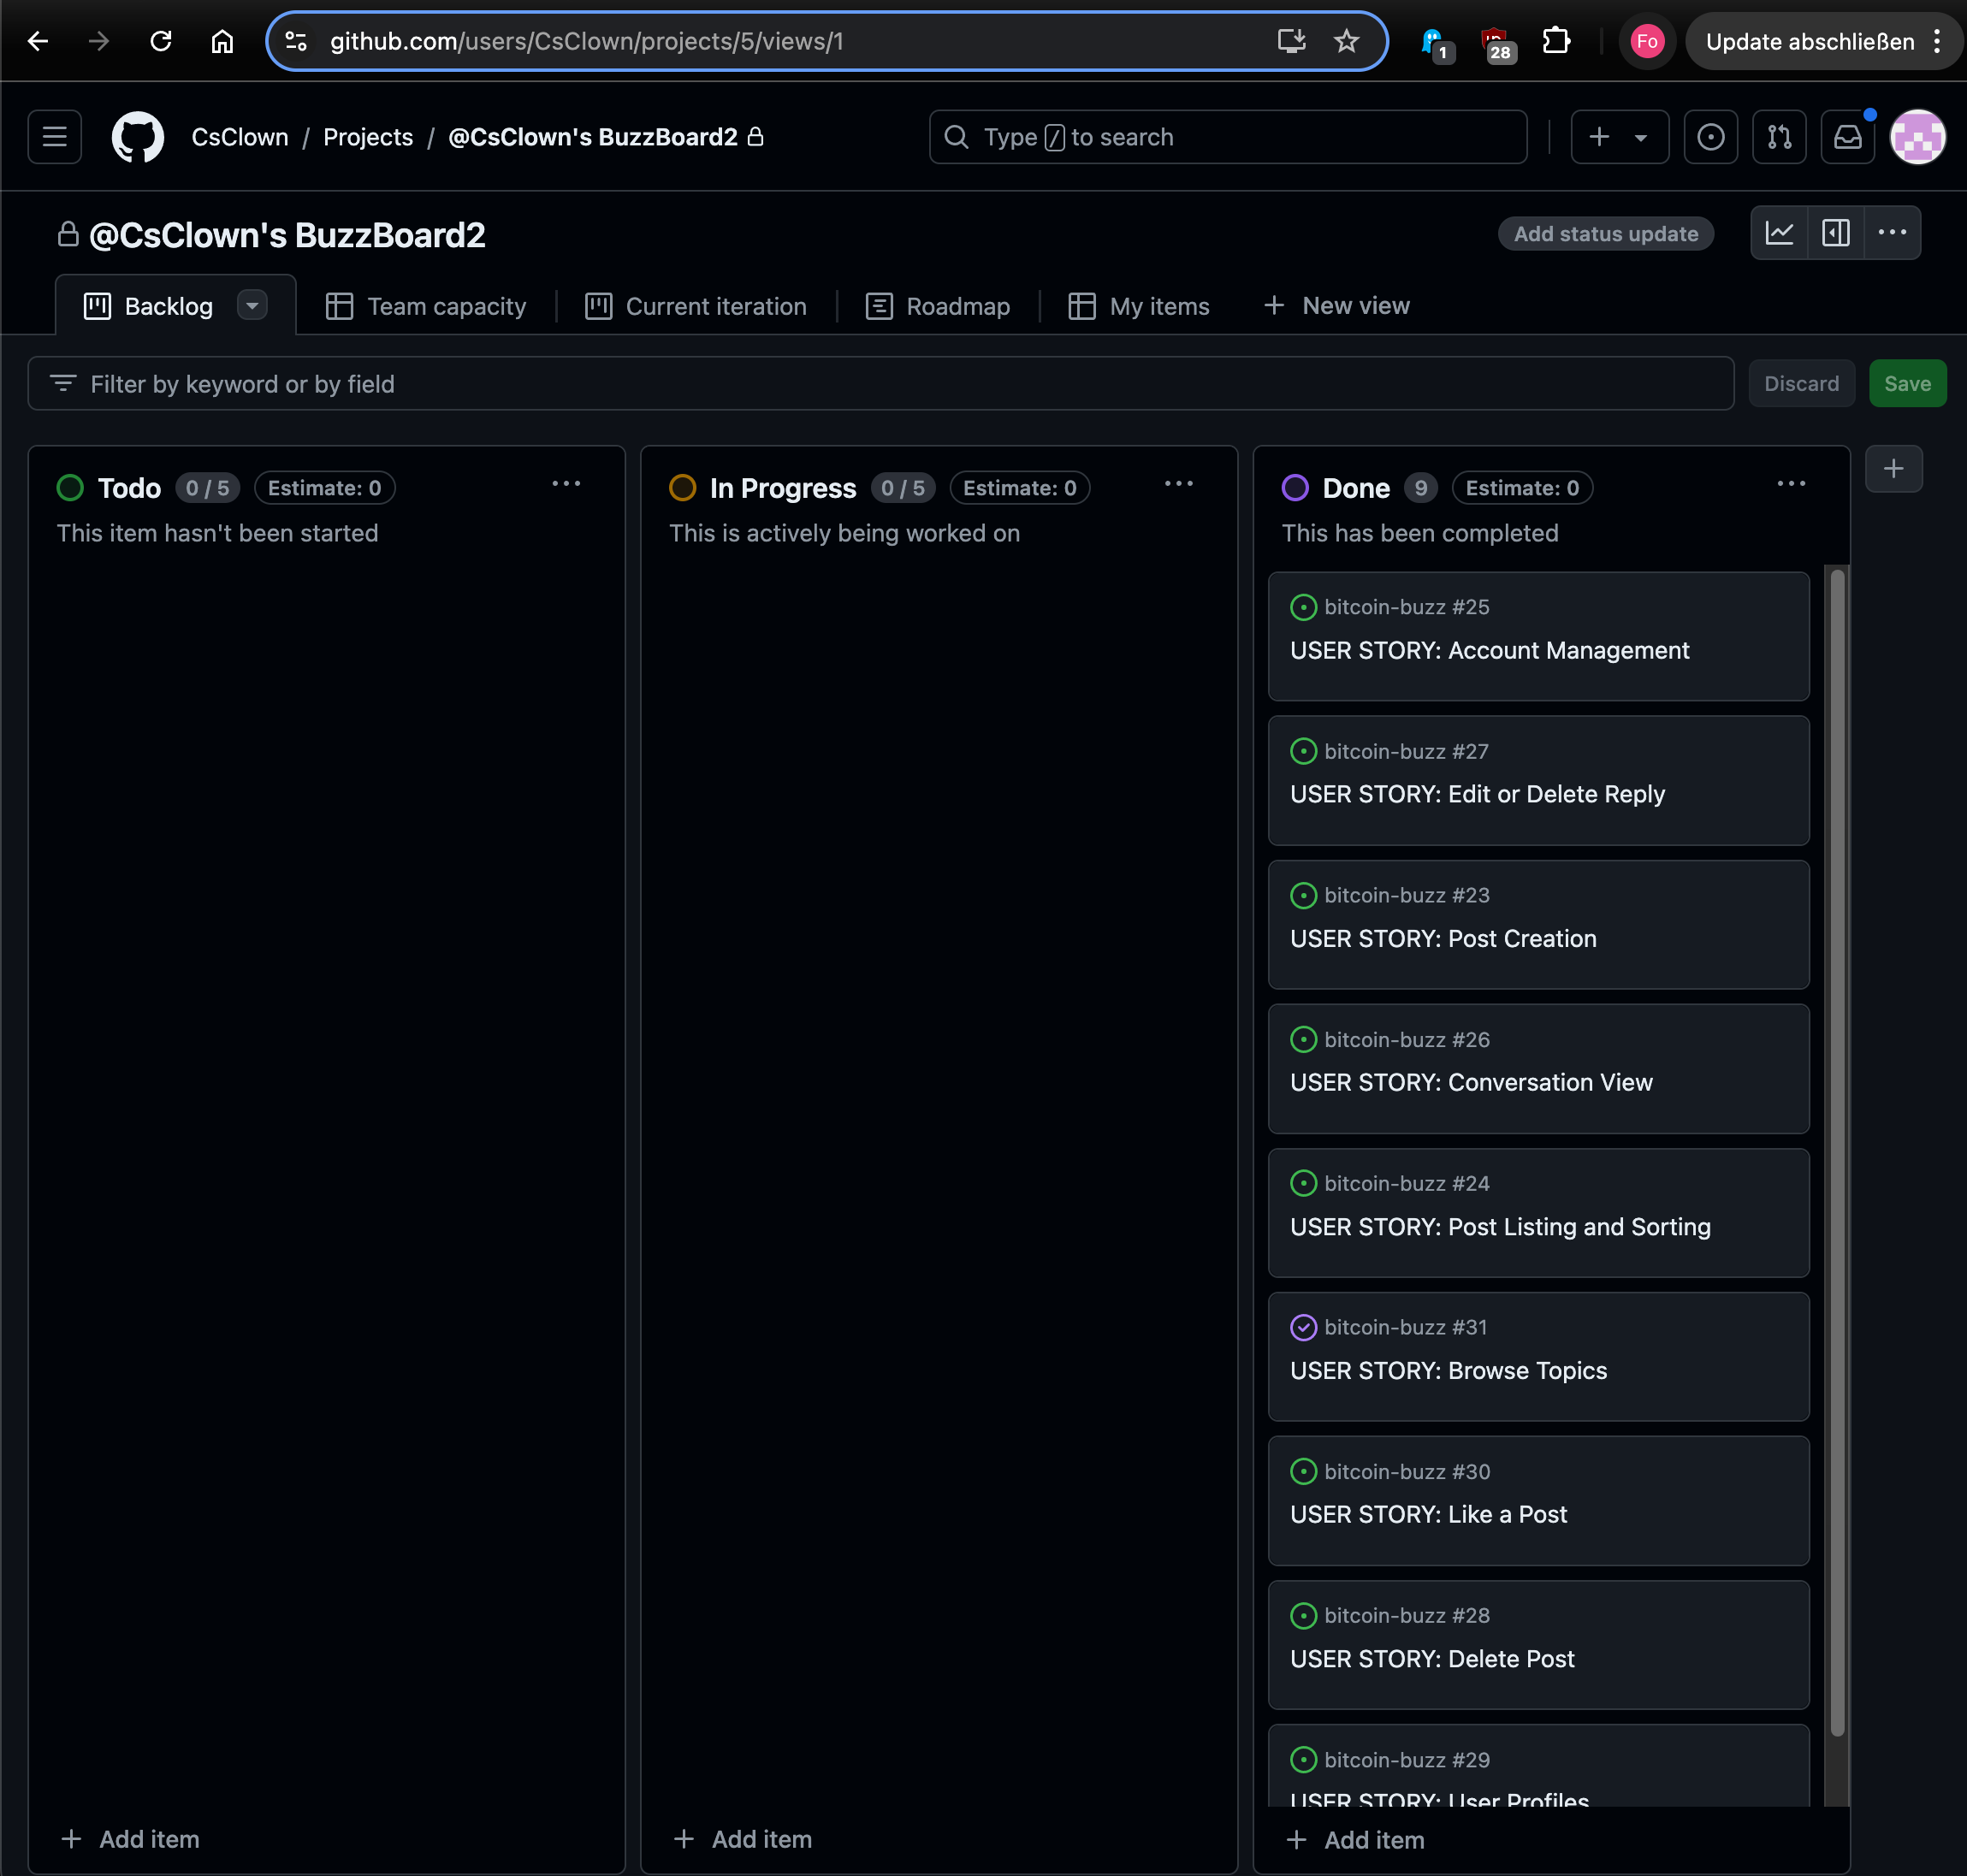 github.com/users/CsClown/projects/5/views/1
1
28
Fo
Update abschließen
CsClown / Projects / @CsClown's BuzzBoard2
Type / to search
@CsClown's BuzzBoard2
Add status update
Backlog
Team capacity
Current iteration
Roadmap
My items
New view
Filter by keyword or by field
Discard
Save
Todo 0 / 5 Estimate: 0
This item hasn't been started
Add item
In Progress 0 / 5 Estimate: 0
This is actively being worked on
Add item
Done 9 Estimate: 0
This has been completed
bitcoin-buzz #25
USER STORY: Account Management
bitcoin-buzz #27
USER STORY: Edit or Delete Reply
bitcoin-buzz #23
USER STORY: Post Creation
bitcoin-buzz #26
USER STORY: Conversation View
bitcoin-buzz #24
USER STORY: Post Listing and Sorting
bitcoin-buzz #31
USER STORY: Browse Topics
bitcoin-buzz #30
USER STORY: Like a Post
bitcoin-buzz #28
USER STORY: Delete Post
bitcoin-buzz #29
USER STORY: User Profiles
Add item